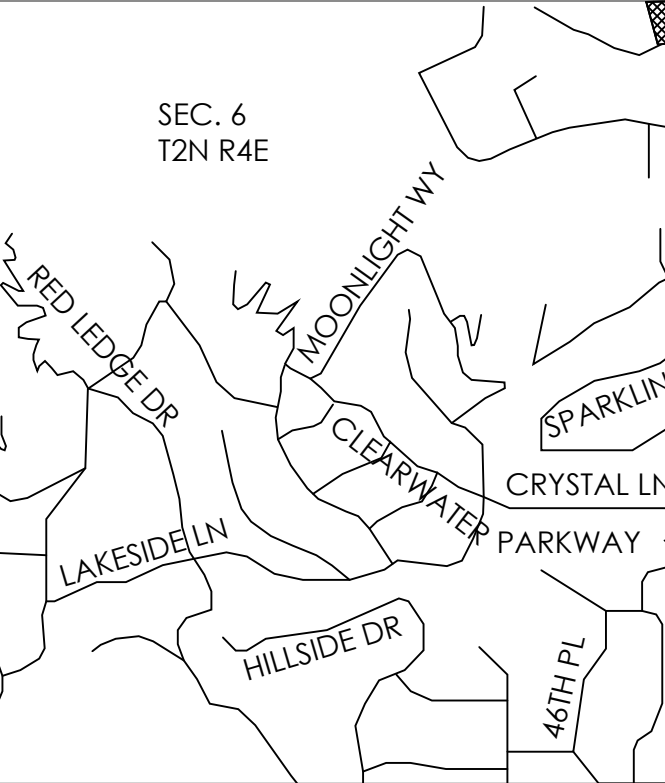 SEC. 6
T2N R4E
MOONLIGHT WY
RED LEDGE DR
SPARKLIN
CLEARWATER PARKWAY
CRYSTAL LN
LAKESIDE LN
HILLSIDE DR
46TH PL